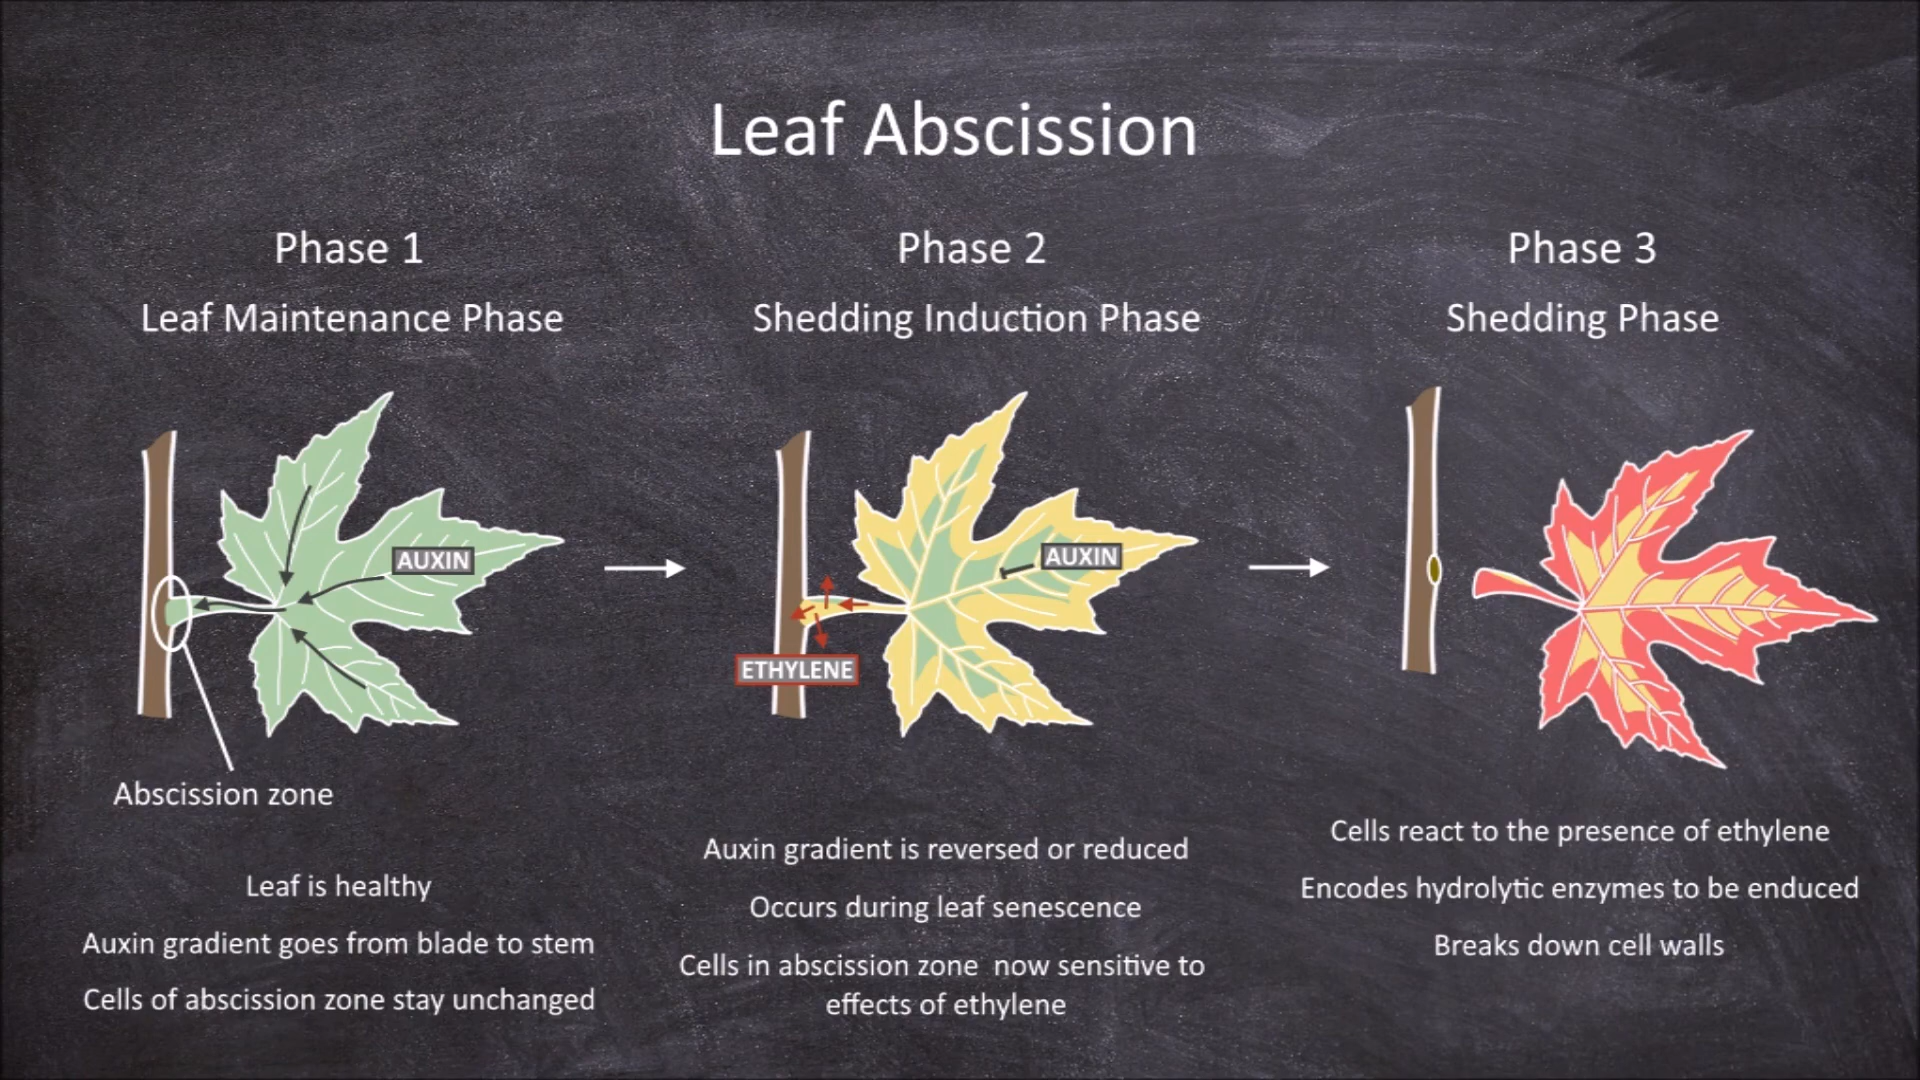 Leaf Abscission
Phase 1
Leaf Maintenance Phase
AUXIN
Abscission zone
Leaf is healthy
Auxin gradient goes from blade to stem
Cells of abscission zone stay unchanged
Phase 2
Shedding Induction Phase
AUXIN
ETHYLENE
Auxin gradient is reversed or reduced
Occurs during leaf senescence
Cells in abscission zone  now sensitive to
effects of ethylene
Phase 3
Shedding Phase
Cells react to the presence of ethylene
Encodes hydrolytic enzymes to be enduced
Breaks down cell walls